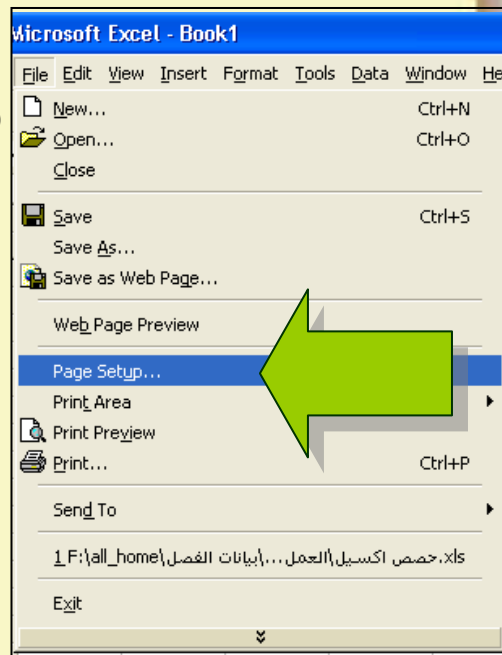 Microsoft Excel - Book1
File Edit View Insert Format Tools Data Window He
New... Ctrl+N
Open... Ctrl+O
Close
Save Ctrl+S
Save As...
Save as Web Page...
Web Page Preview
Page Setup...
Print Area
Print Preview
Print... Ctrl+P
Send To
1 F:\all_home\بيانات الفصل\...\العمل\حصص اكسيل.xls
Exit